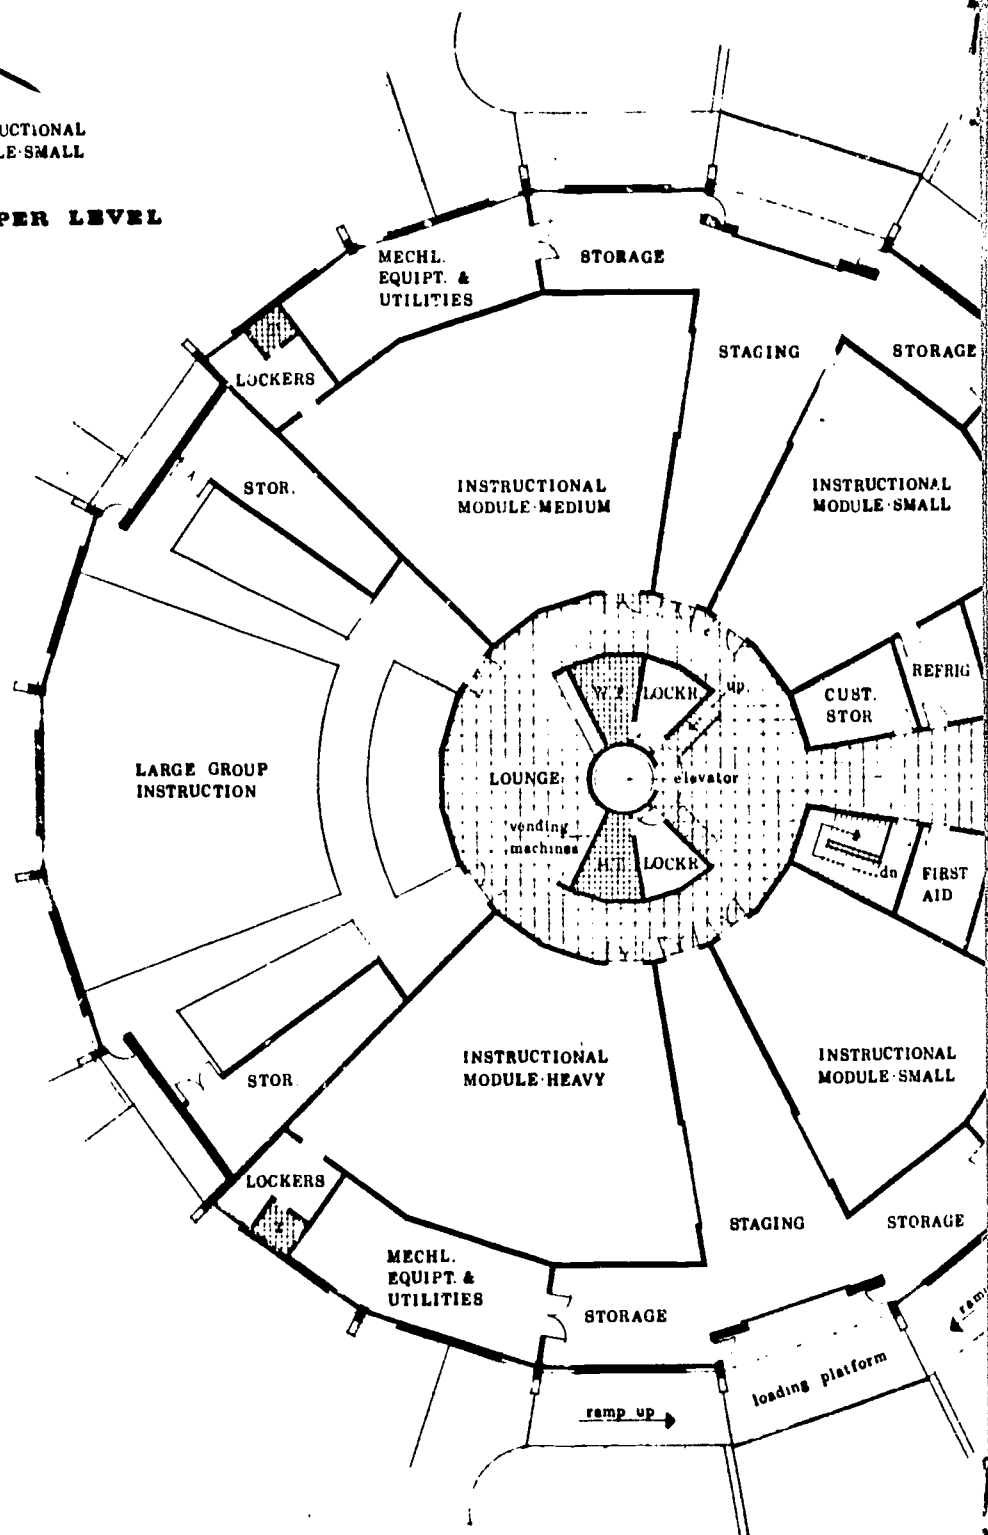 UCTIONAL
LE·SMALL
PER LEVEL
MECHL.
EQUIPT. &
UTILITIES
STORAGE
STAGING
STORAGE
LOCKERS
STOR.
INSTRUCTIONAL
MODULE·MEDIUM
INSTRUCTIONAL
MODULE·SMALL
REFRIG
CUST.
STOR
LOCKR
up
LARGE GROUP
INSTRUCTION
LOUNGE
elevator
vending
machines
LOCKR
dn
FIRST
AID
INSTRUCTIONAL
MODULE·HEAVY
INSTRUCTIONAL
MODULE·SMALL
STOR.
LOCKERS
STAGING
STORAGE
MECHL.
EQUIPT. &
UTILITIES
STORAGE
loading platform
ram
ramp up